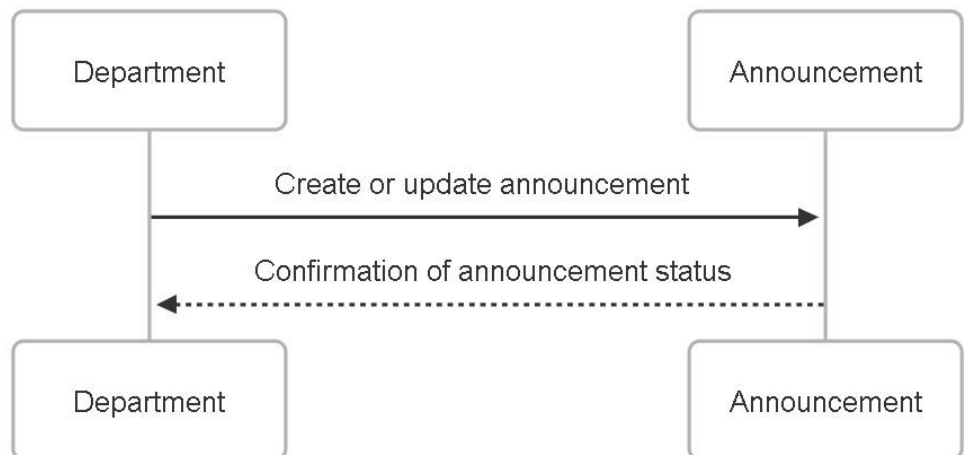 Department
Announcement
Create or update announcement
Confirmation of announcement status
Department
Announcement